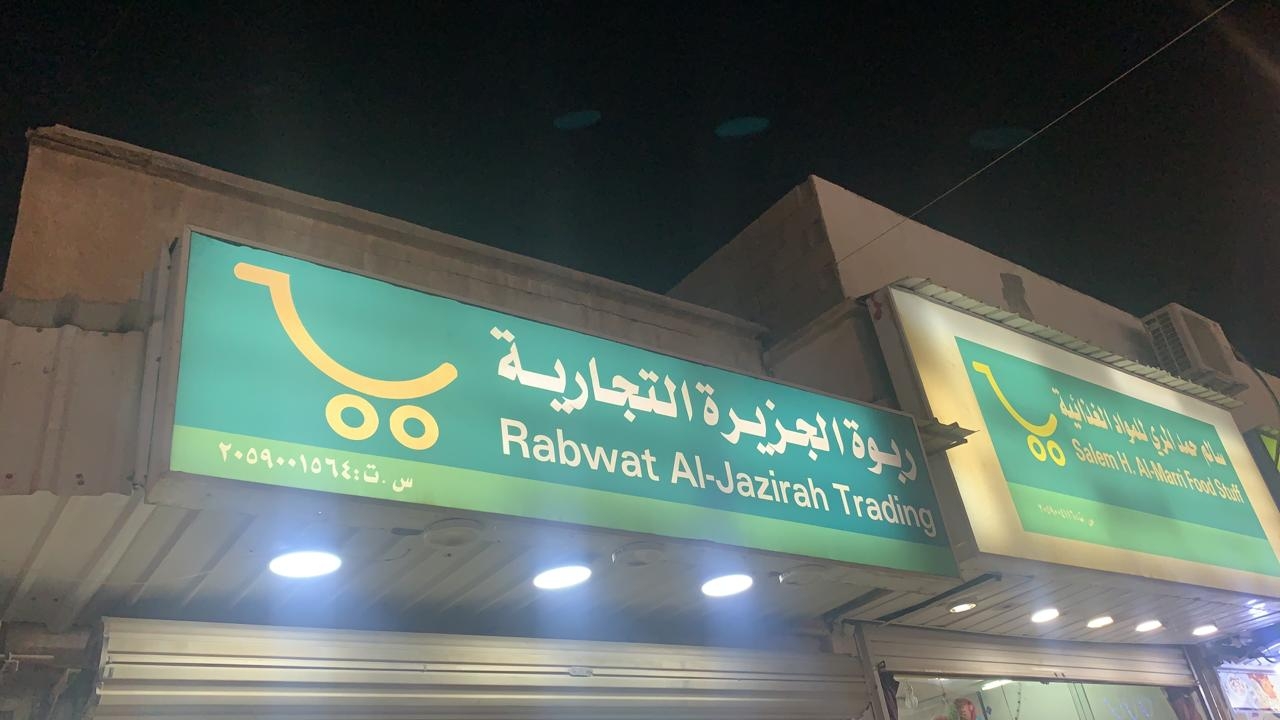 ربوة الجزيرة التجارية
Rabwat Al-Jazirah Trading
س.ت: ٢٠٥٩٠٠١٥٦٤
سالم حمد المري للمواد الغذائية
Salem H. Al-Marri Food Stuff